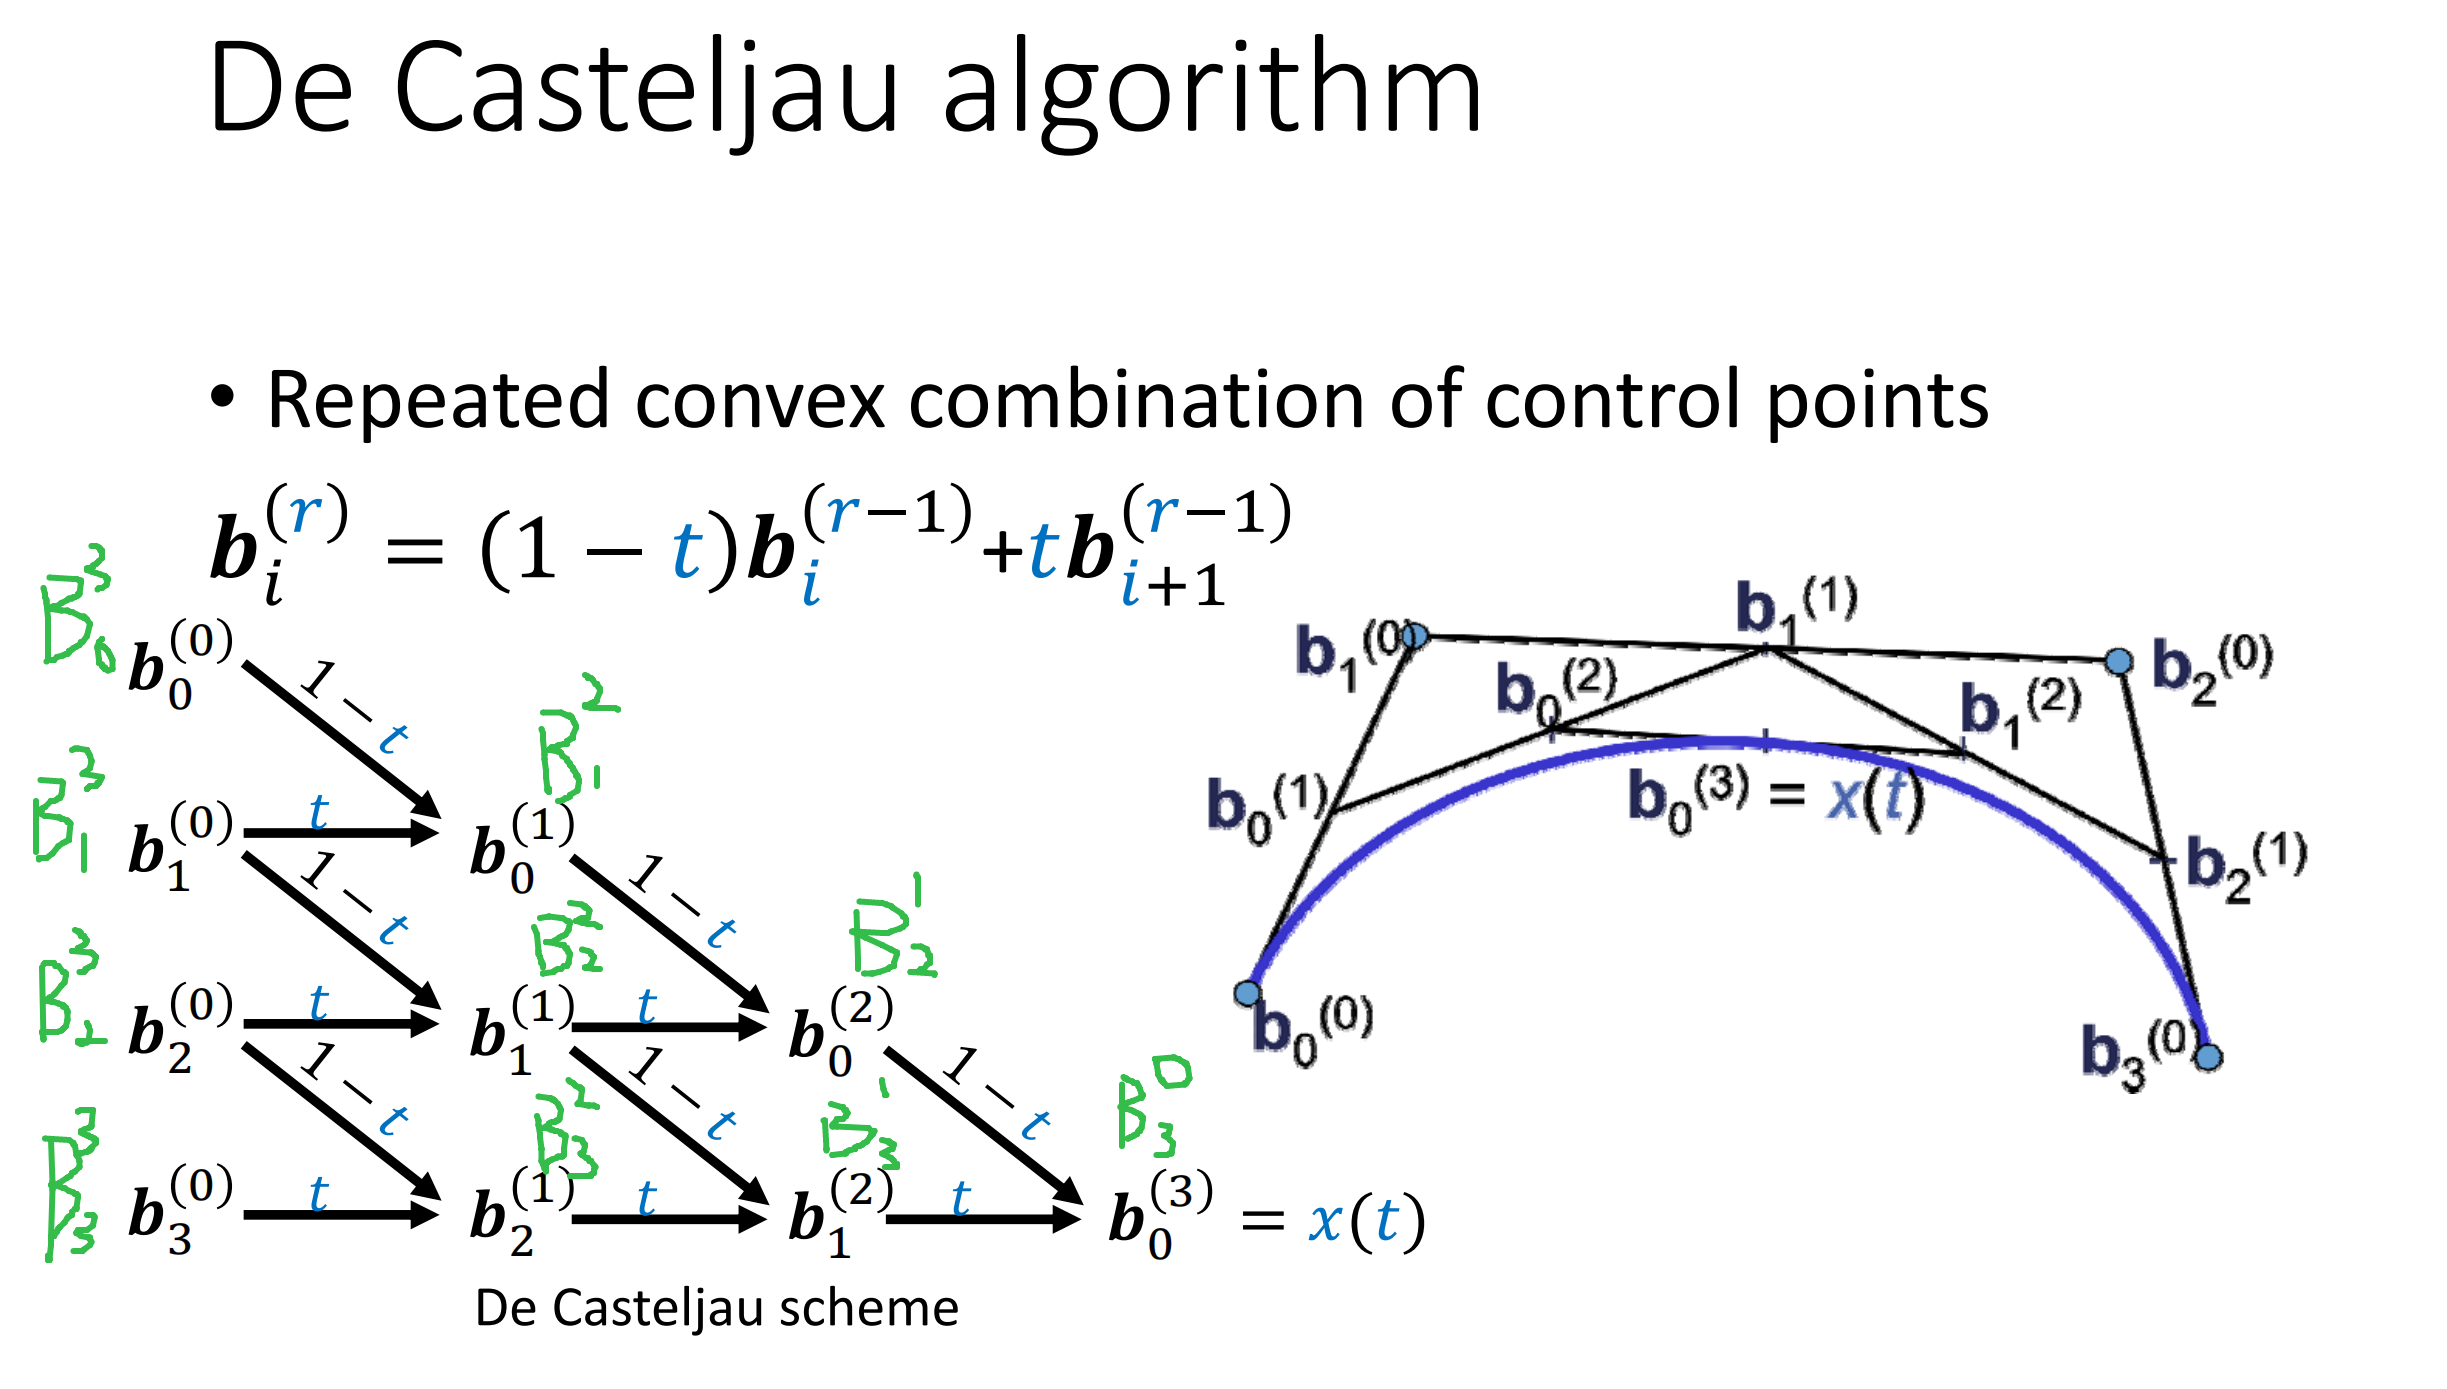 De Casteljau algorithm
• Repeated convex combination of control points
b_i^(r) = (1 − t)b_i^(r−1)+tb_{i+1}^(r−1)
B_0^3
b_0^(0)
1 − t
B_1^2
B_1^3
t
b_1^(0)
b_0^(1)
1 − t
1 − t
B_2^2
B_2^1
B_2^3
t
t
b_2^(0)
b_1^(1)
b_0^(2)
1 − t
1 − t
1 − t
B_3^2
B_3^1
B_3^0
B_3^3
t
t
t
b_3^(0)
b_2^(1)
b_1^(2)
b_0^(3) = x(t)
De Casteljau scheme
b_1^(1)
b_1^(0)
b_2^(0)
b_0^(2)
b_1^(2)
b_0^(1)
b_0^(3) = x(t)
b_2^(1)
b_0^(0)
b_3^(0)